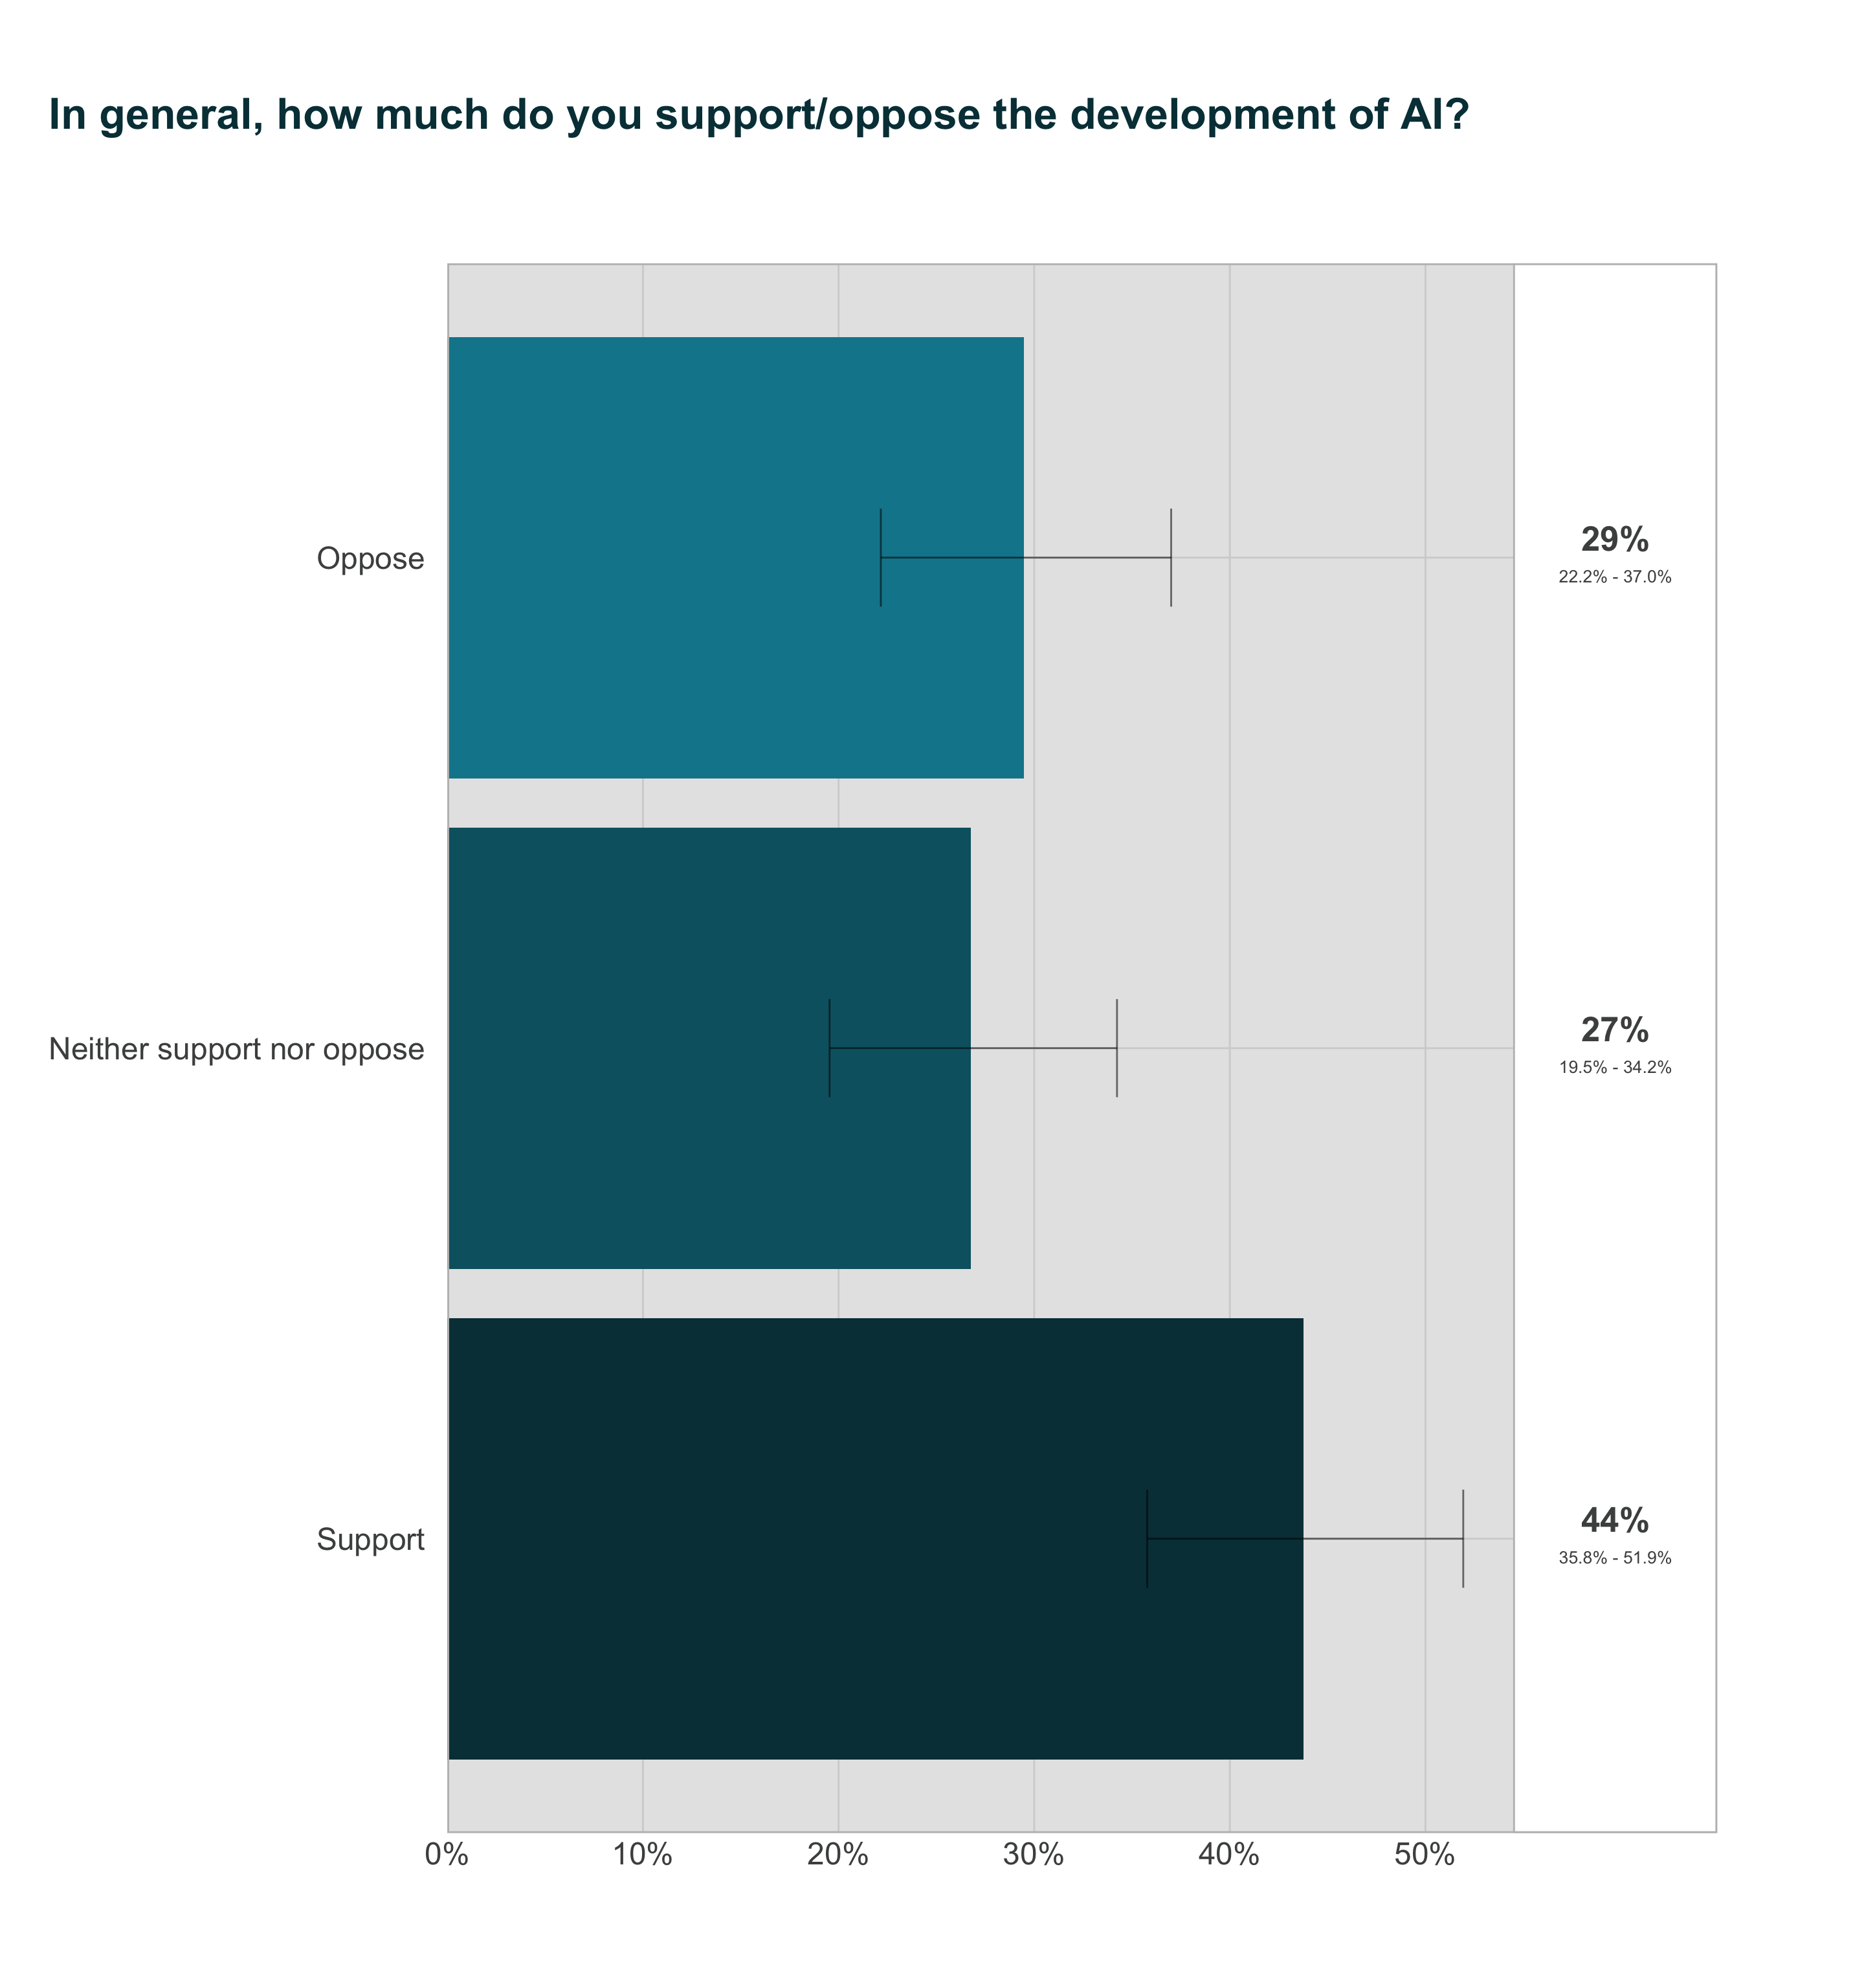 In general, how much do you support/oppose the development of AI?
Oppose
29%
22.2% - 37.0%
Neither support nor oppose
27%
19.5% - 34.2%
Support
44%
35.8% - 51.9%
0% 10% 20% 30% 40% 50%